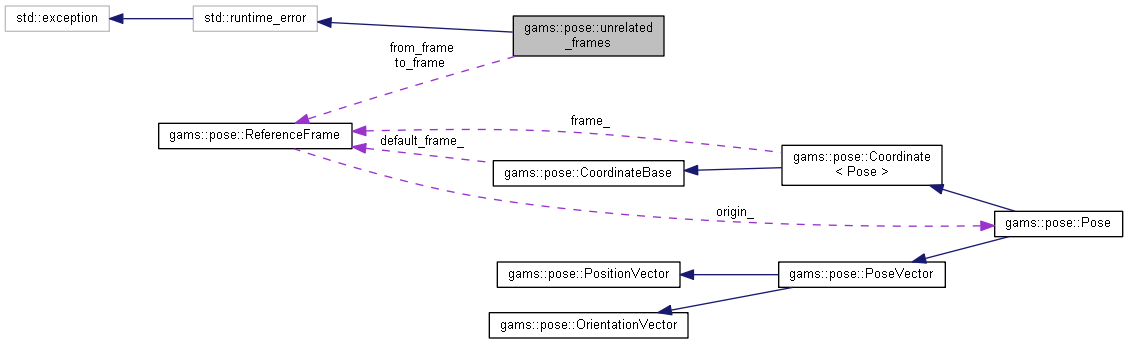 std::exception
std::runtime_error
gams::pose::unrelated
_frames
from_frame
to_frame
gams::pose::ReferenceFrame
frame_
default_frame_
gams::pose::Coordinate
< Pose >
gams::pose::CoordinateBase
origin_
gams::pose::Pose
gams::pose::PositionVector
gams::pose::PoseVector
gams::pose::OrientationVector